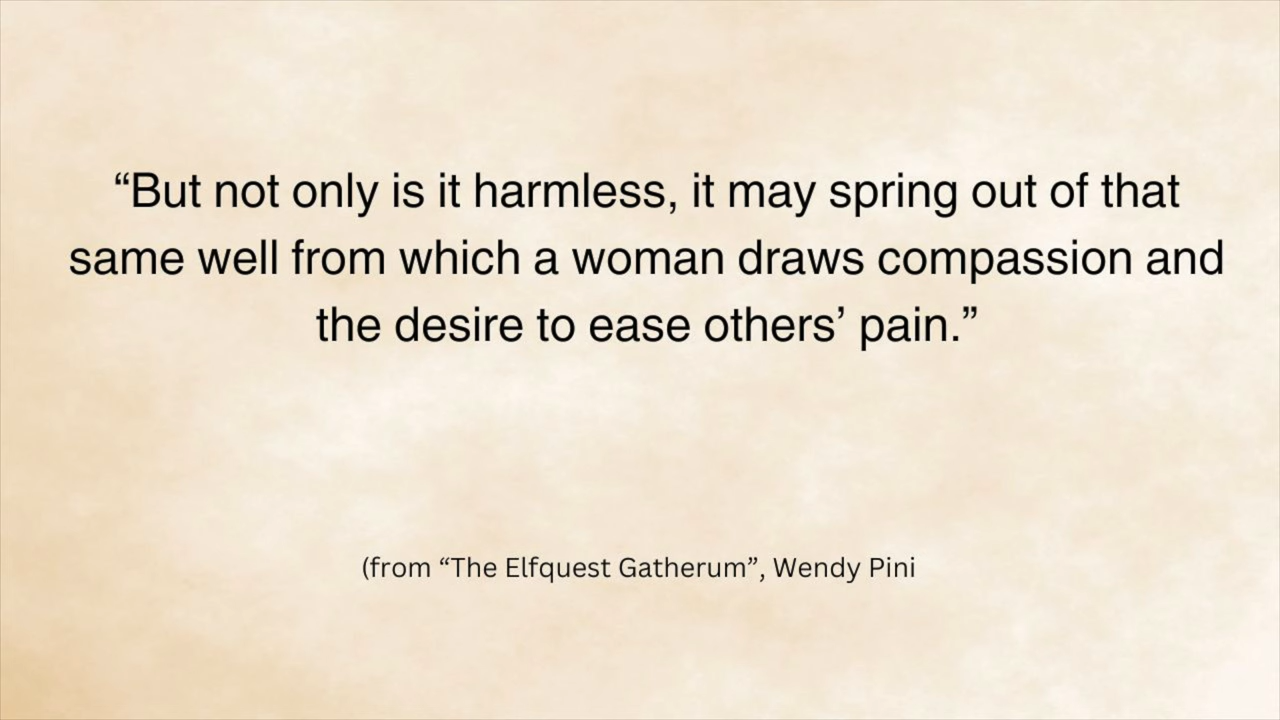 “But not only is it harmless, it may spring out of that
same well from which a woman draws compassion and
the desire to ease others’ pain.”
(from “The Elfquest Gatherum”, Wendy Pini